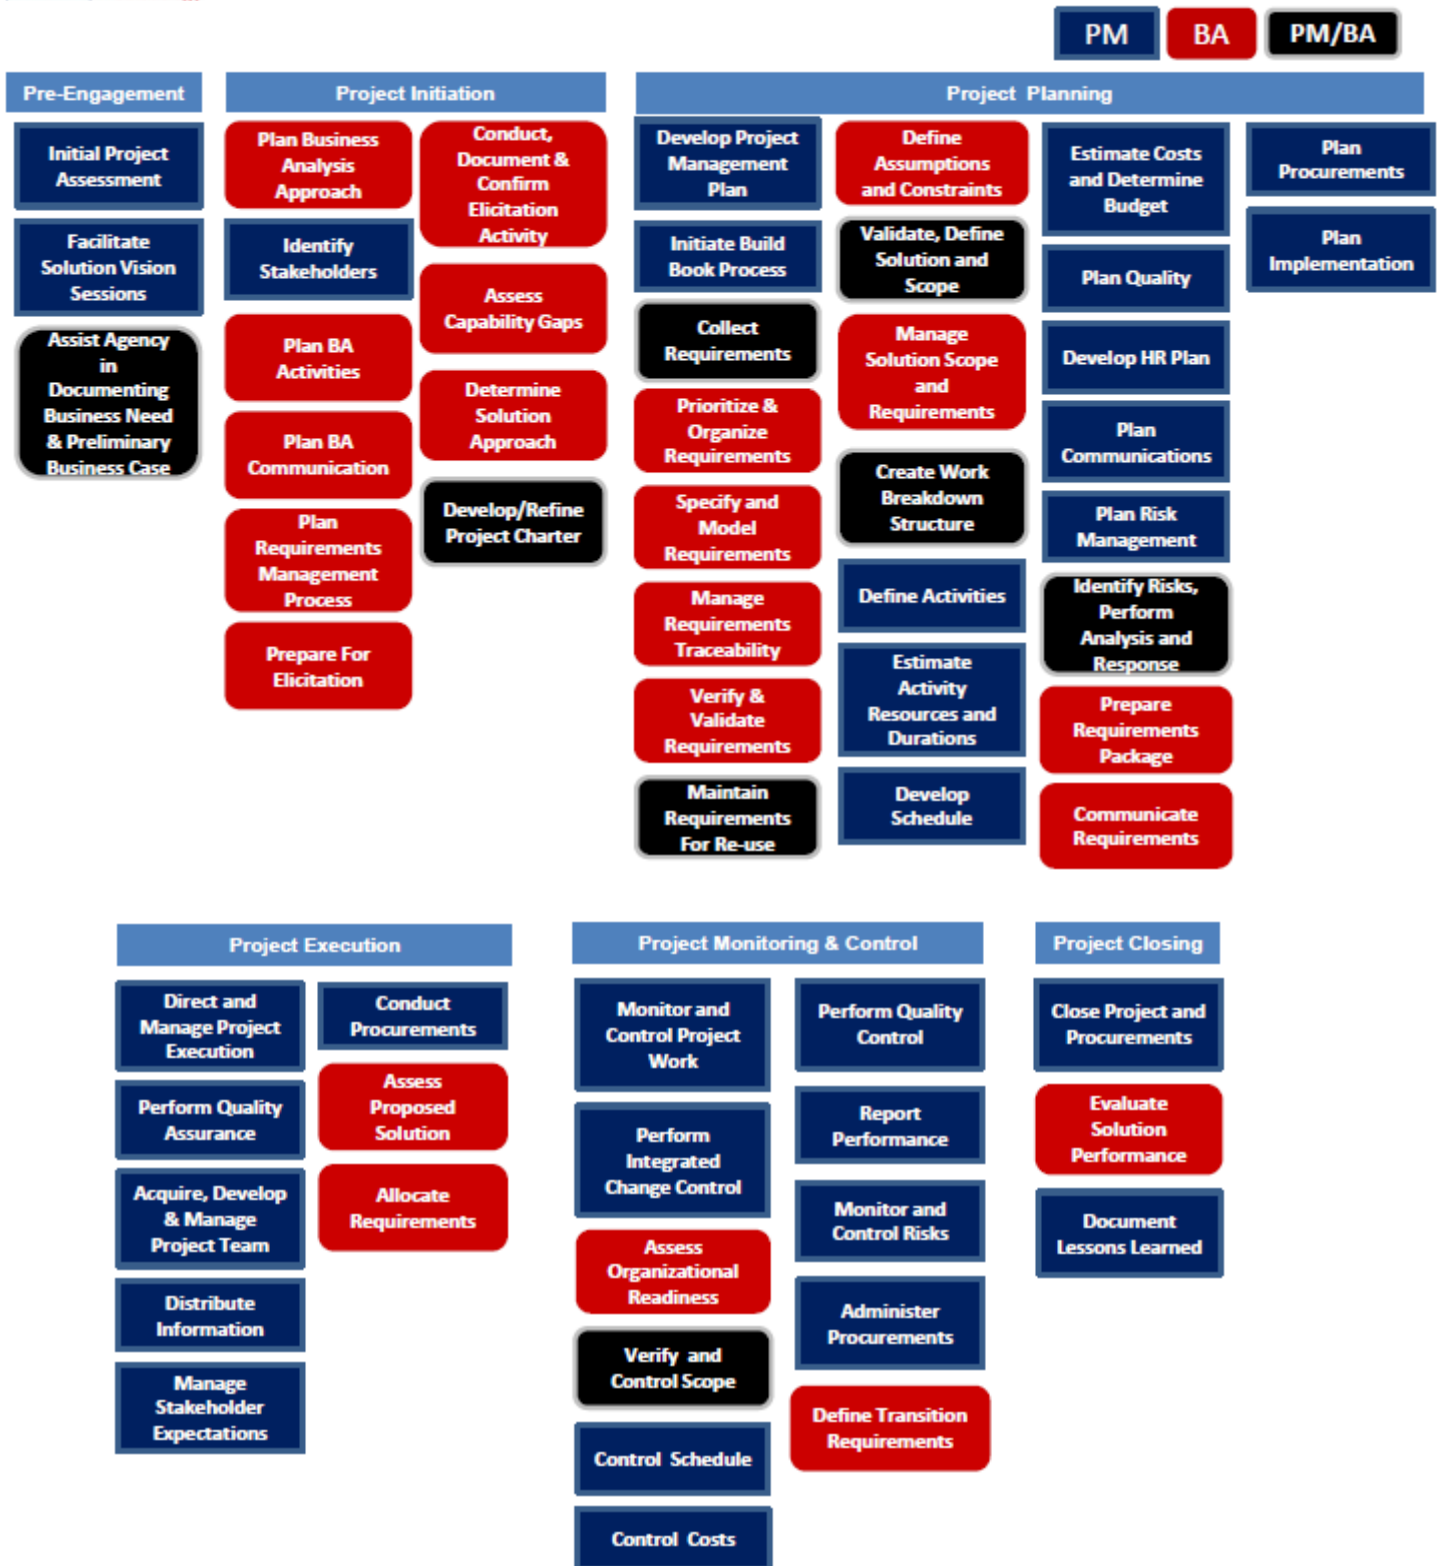 PM
BA
PM/BA
Pre-Engagement
Initial Project
Assessment
Facilitate
Solution Vision
Sessions
Assist Agency
in
Documenting
Business Need
& Preliminary
Business Case
Project Initiation
Plan Business
Analysis
Approach
Identify
Stakeholders
Plan BA
Activities
Plan BA
Communication
Plan
Requirements
Management
Process
Prepare For
Elicitation
Conduct,
Document &
Confirm
Elicitation
Activity
Assess
Capability Gaps
Determine
Solution
Approach
Develop/Refine
Project Charter
Project Planning
Develop Project
Management
Plan
Initiate Build
Book Process
Collect
Requirements
Prioritize &
Organize
Requirements
Specify and
Model
Requirements
Manage
Requirements
Traceability
Verify &
Validate
Requirements
Maintain
Requirements
For Re-use
Define
Assumptions
and Constraints
Validate, Define
Solution and
Scope
Manage
Solution Scope
and
Requirements
Create Work
Breakdown
Structure
Define Activities
Estimate
Activity
Resources and
Durations
Develop
Schedule
Estimate Costs
and Determine
Budget
Plan Quality
Develop HR Plan
Plan
Communications
Plan Risk
Management
Identify Risks,
Perform
Analysis and
Response
Prepare
Requirements
Package
Communicate
Requirements
Plan
Procurements
Plan
Implementation
Project Execution
Direct and
Manage Project
Execution
Perform Quality
Assurance
Acquire, Develop
& Manage
Project Team
Distribute
Information
Manage
Stakeholder
Expectations
Conduct
Procurements
Assess
Proposed
Solution
Allocate
Requirements
Project Monitoring & Control
Monitor and
Control Project
Work
Perform
Integrated
Change Control
Assess
Organizational
Readiness
Verify and
Control Scope
Control Schedule
Control Costs
Perform Quality
Control
Report
Performance
Monitor and
Control Risks
Administer
Procurements
Define Transition
Requirements
Project Closing
Close Project and
Procurements
Evaluate
Solution
Performance
Document
Lessons Learned